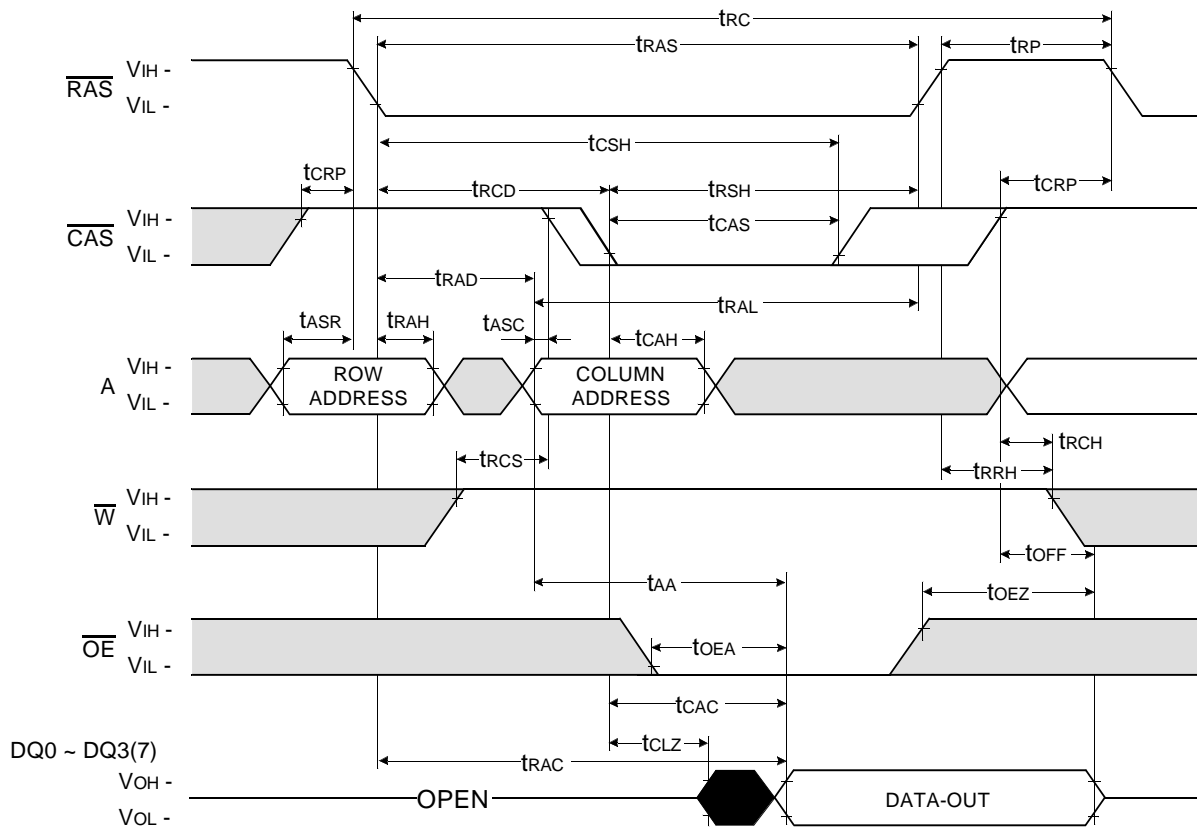 tRC
tRAS
tRP
RAS
VIH -
VIL -
tCSH
tCRP
tRCD
tRSH
tCRP
CAS
VIH -
VIL -
tCAS
tRAD
tRAL
tASR
tRAH
tASC
tCAH
A
VIH -
VIL -
ROW
ADDRESS
COLUMN
ADDRESS
tRCS
tRCH
tRRH
W
VIH -
VIL -
tOFF
tAA
tOEZ
OE
VIH -
VIL -
tOEA
tCAC
DQ0 ~ DQ3(7)
tCLZ
tRAC
VOH -
VOL -
OPEN
DATA-OUT